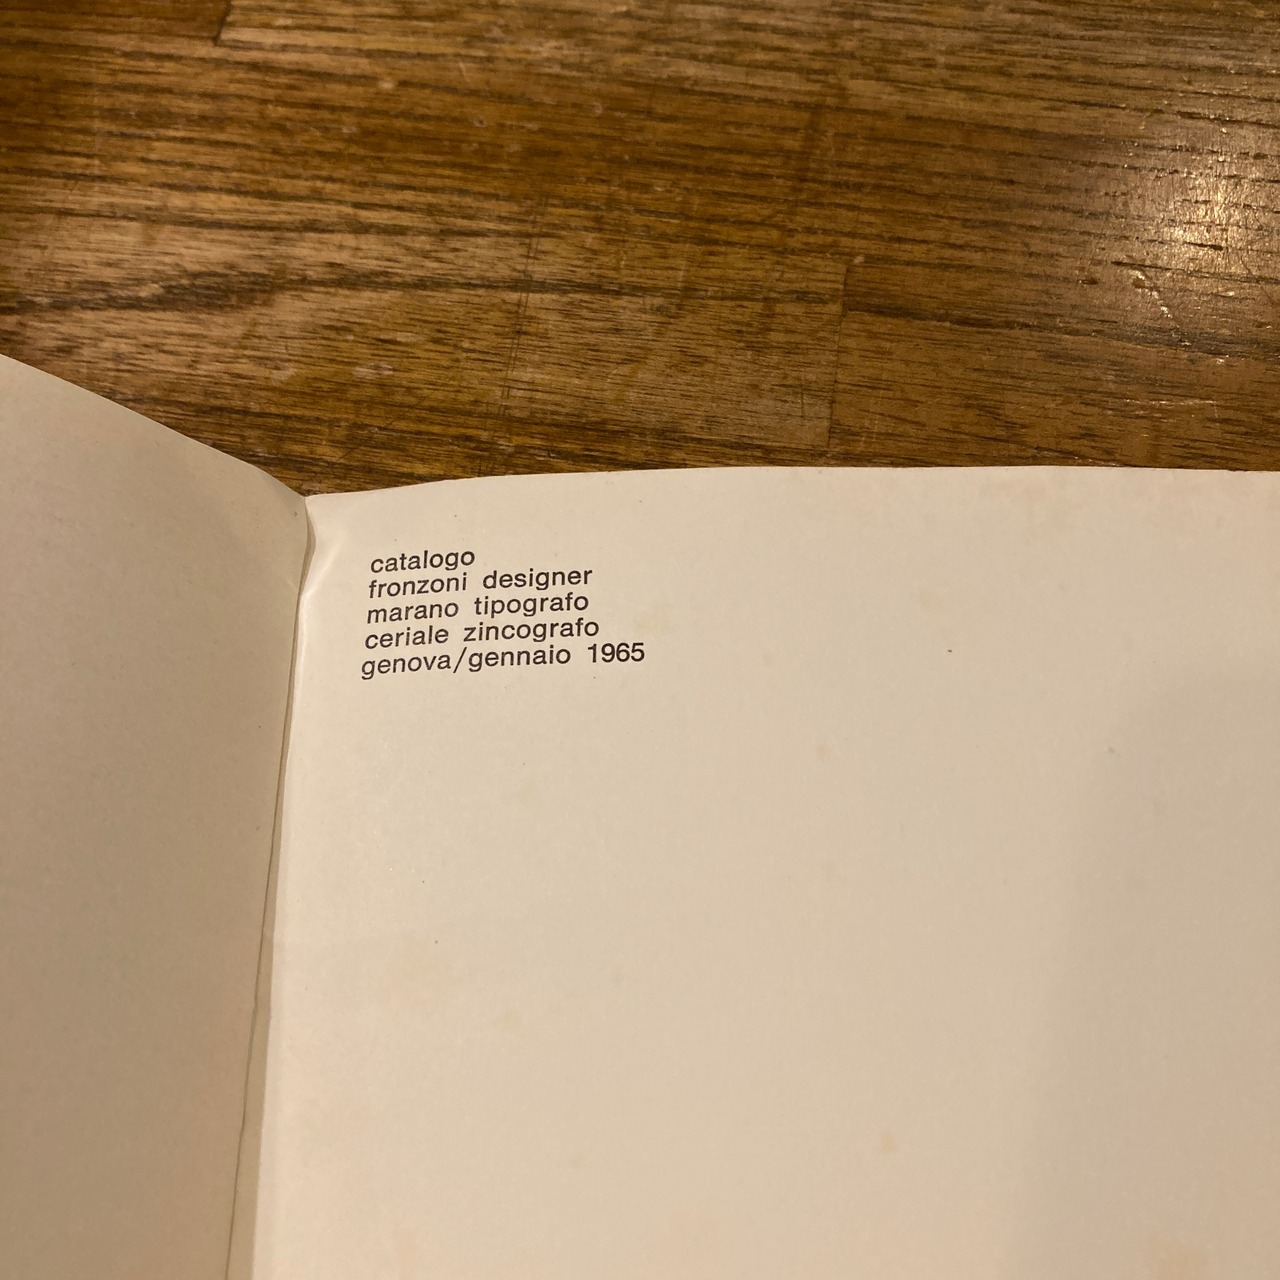 catalogo
fronzoni designer
marano tipografo
ceriale zincografo
genova/gennaio 1965